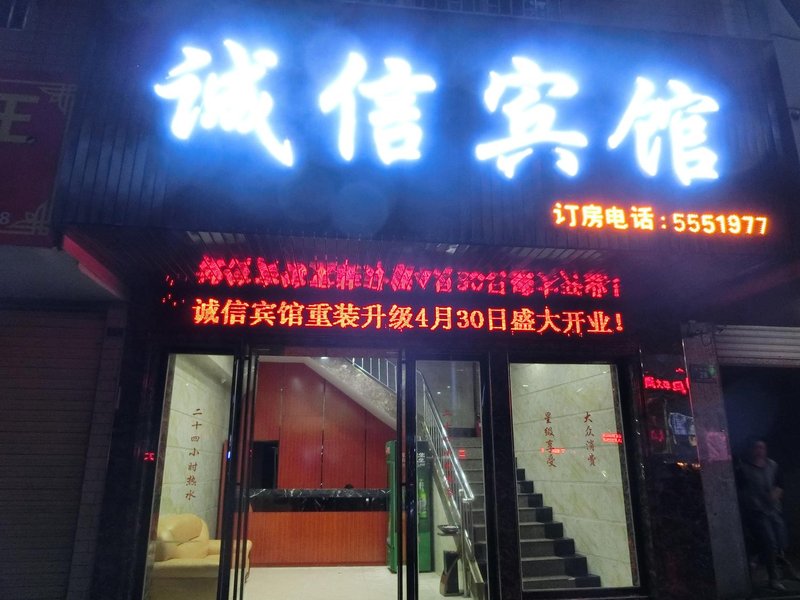 诚信宾馆
订房电话：5551977
诚信宾馆重装升级4月30日盛大开业！
二十四小时热水
星级享受
大众消费
王
8